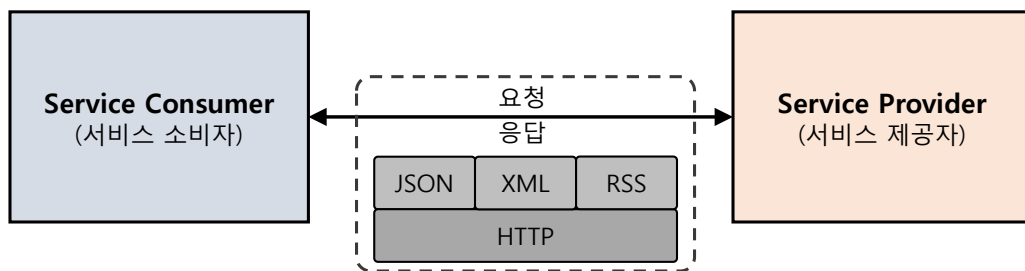 Service Consumer
(서비스 소비자)
요청
응답
JSON XML RSS
HTTP
Service Provider
(서비스 제공자)